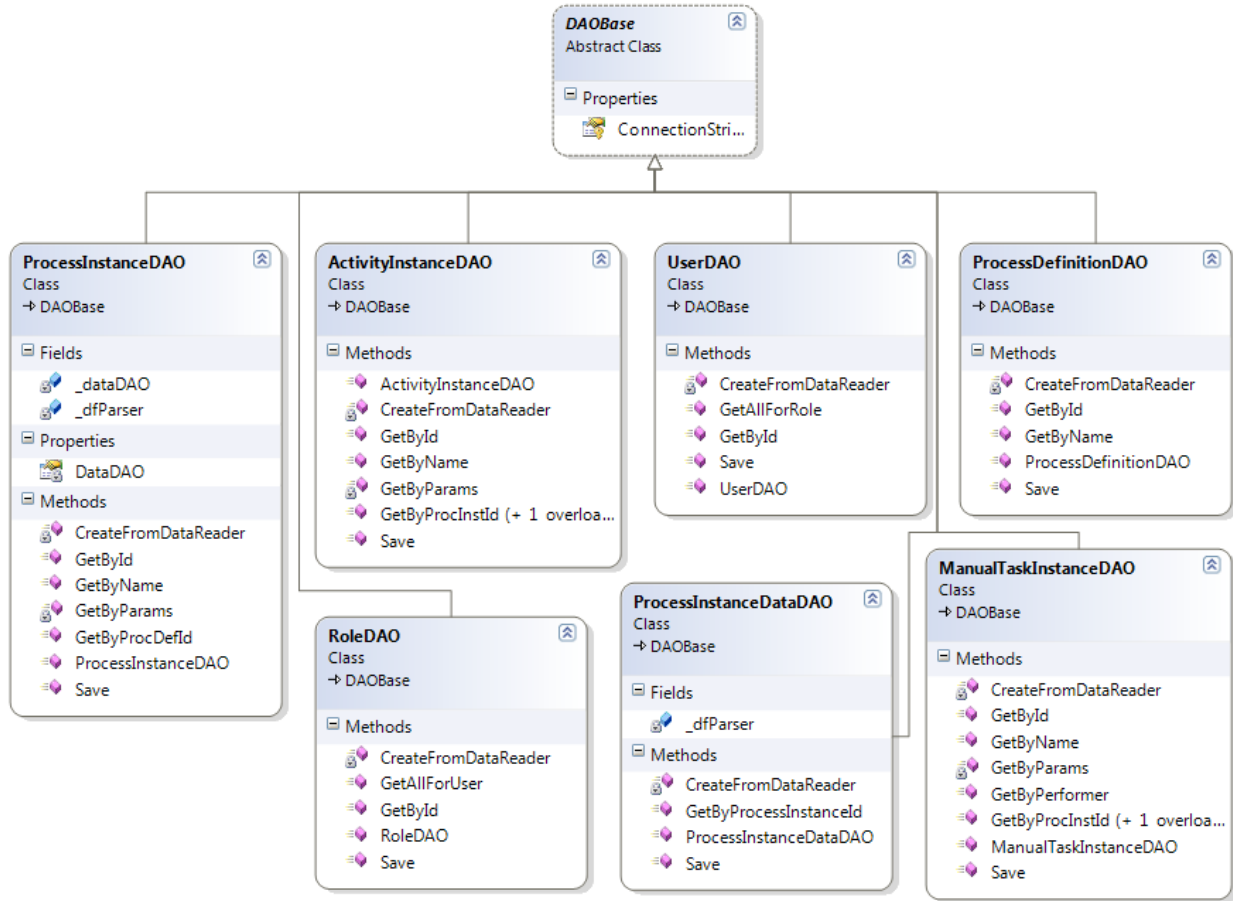 DAOBase
Abstract Class
Properties
ConnectionStri...
ProcessInstanceDAO
Class
DAOBase
Fields
_dataDAO
_dfParser
Properties
DataDAO
Methods
CreateFromDataReader
GetById
GetByName
GetByParams
GetByProcDefId
ProcessInstanceDAO
Save
ActivityInstanceDAO
Class
DAOBase
Methods
ActivityInstanceDAO
CreateFromDataReader
GetById
GetByName
GetByParams
GetByProcInstId (+ 1 overloa...
Save
UserDAO
Class
DAOBase
Methods
CreateFromDataReader
GetAllForRole
GetById
Save
UserDAO
ProcessDefinitionDAO
Class
DAOBase
Methods
CreateFromDataReader
GetById
GetByName
ProcessDefinitionDAO
Save
RoleDAO
Class
DAOBase
Methods
CreateFromDataReader
GetAllForUser
GetById
RoleDAO
Save
ProcessInstanceDataDAO
Class
DAOBase
Fields
_dfParser
Methods
CreateFromDataReader
GetByProcessInstanceId
ProcessInstanceDataDAO
Save
ManualTaskInstanceDAO
Class
DAOBase
Methods
CreateFromDataReader
GetById
GetByName
GetByParams
GetByPerformer
GetByProcInstId (+ 1 overloa...
ManualTaskInstanceDAO
Save